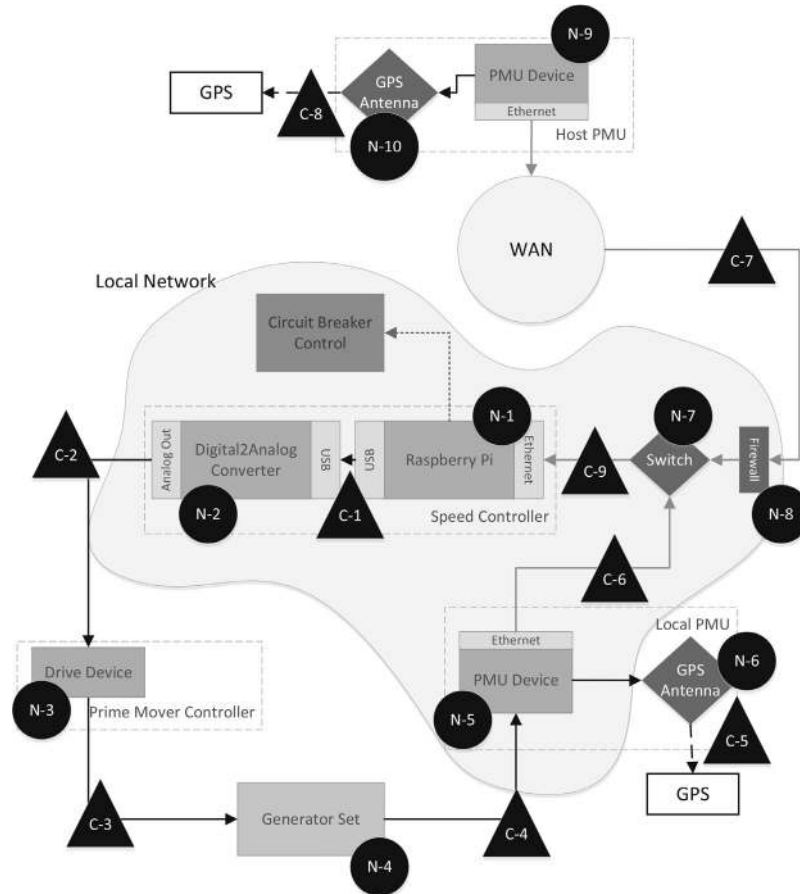 N-9
PMU Device
Ethernet
Host PMU
GPS
C-8
GPS
Antenna
N-10
WAN
C-7
Local Network
Circuit Breaker
Control
N-1
N-7
C-2
Analog Out
Digital2Analog
Converter
USB
USB
Raspberry Pi
Ethernet
C-9
Switch
Firewall
N-2
C-1
Speed Controller
N-8
C-6
Local PMU
Ethernet
PMU Device
N-6
GPS
Antenna
N-5
C-5
Drive Device
N-3
Prime Mover Controller
GPS
C-3
Generator Set
C-4
N-4